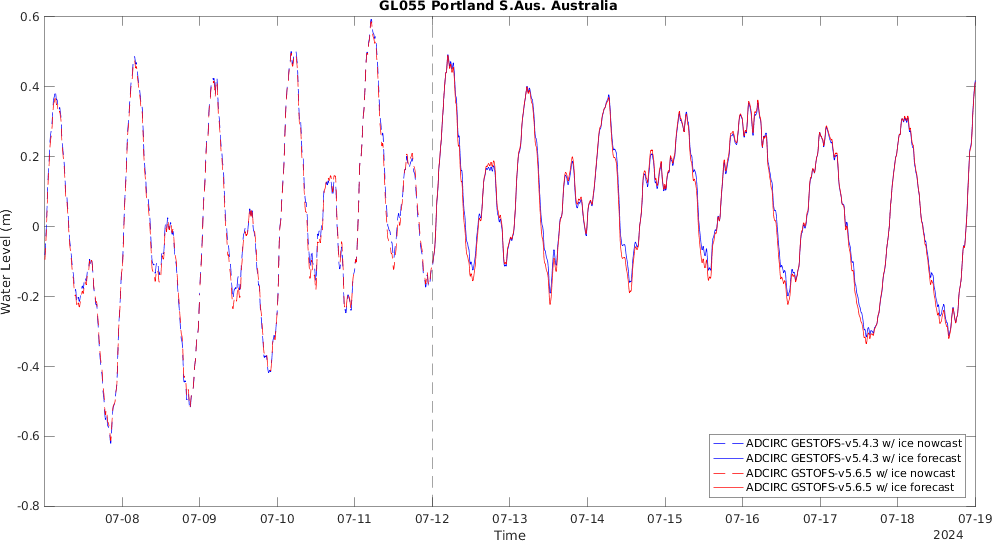 GL055 Portland S.Aus. Australia
0.6
0.4
0.2
0
-0.2
-0.4
-0.6
-0.8
Water Level (m)
ADCIRC GESTOFS-v5.4.3 w/ ice nowcast
ADCIRC GESTOFS-v5.4.3 w/ ice forecast
ADCIRC GSTOFS-v5.6.5 w/ ice nowcast
ADCIRC GSTOFS-v5.6.5 w/ ice forecast
07-08 07-09 07-10 07-11 07-12 07-13 07-14 07-15 07-16 07-17 07-18 07-19
Time
2024